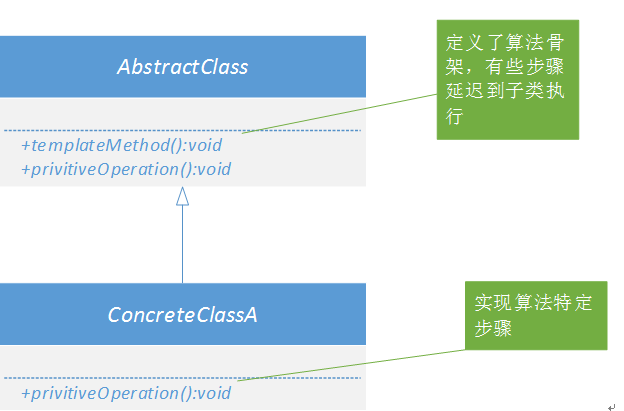 AbstractClass
+templateMethod():void
+privitiveOperation():void
定义了算法骨
架，有些步骤
延迟到子类执
行
ConcreteClassA
+privitiveOperation():void
实现算法特定
步骤